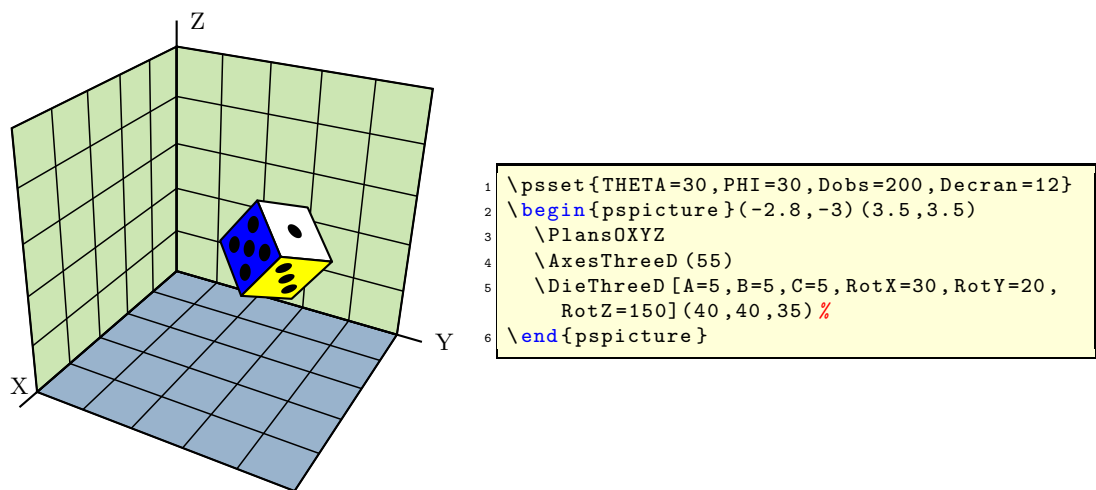 Z
Y
X
1 \psset{THETA=30,PHI=30,Dobs=200,Decran=12}
2 \begin{pspicture}(-2.8,-3)(3.5,3.5)
3 \PlansOXYZ
4 \AxesThreeD(55)
5 \DieThreeD[A=5,B=5,C=5,RotX=30,RotY=20,
RotZ=150](40,40,35)%
6 \end{pspicture}